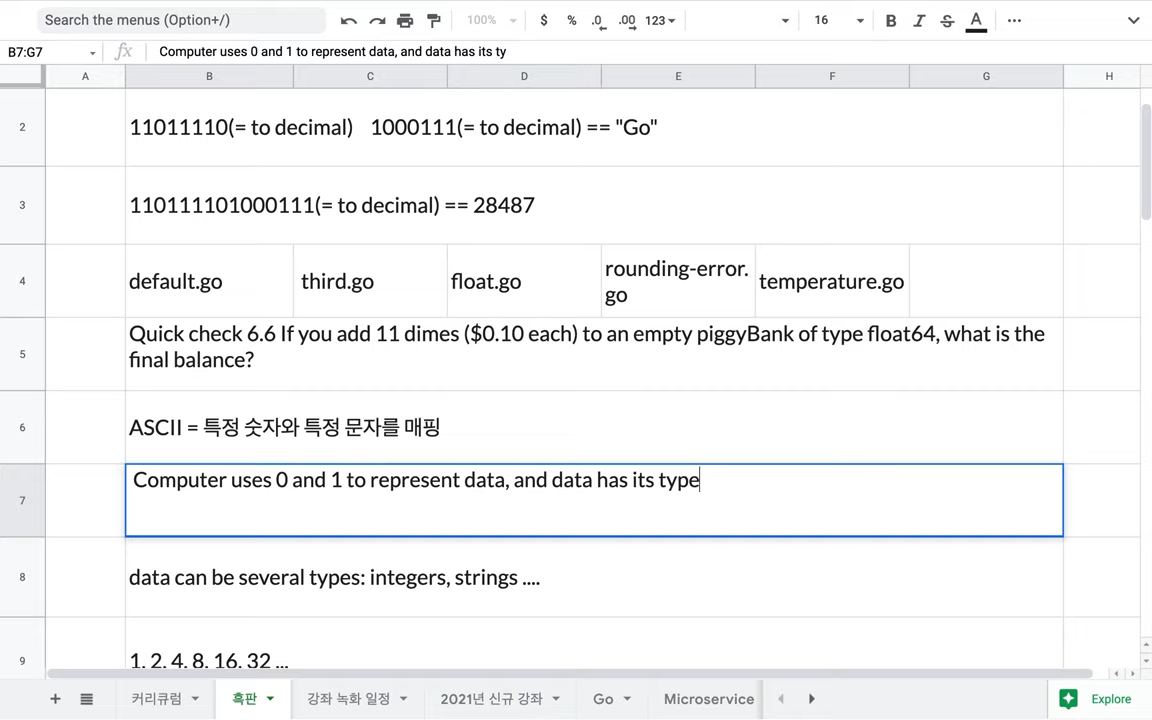 Search the menus (Option+/)
100%
$ % .0 .00 123
16
B I S A
B7:G7
fx
Computer uses 0 and 1 to represent data, and data has its ty
A B C D E F G H
2
11011110(= to decimal) 1000111(= to decimal) == "Go"
3
110111101000111(= to decimal) == 28487
4
default.go
third.go
float.go
rounding-error.
go
temperature.go
5
Quick check 6.6 If you add 11 dimes ($0.10 each) to an empty piggyBank of type float64, what is the
final balance?
6
ASCII = 특정 숫자와 특정 문자를 매핑
7
Computer uses 0 and 1 to represent data, and data has its type
8
data can be several types: integers, strings ....
9
1, 2, 4, 8, 16, 32 ...
커리큘럼
흑판
강좌 녹화 일정
2021년 신규 강좌
Go
Microservice
Explore